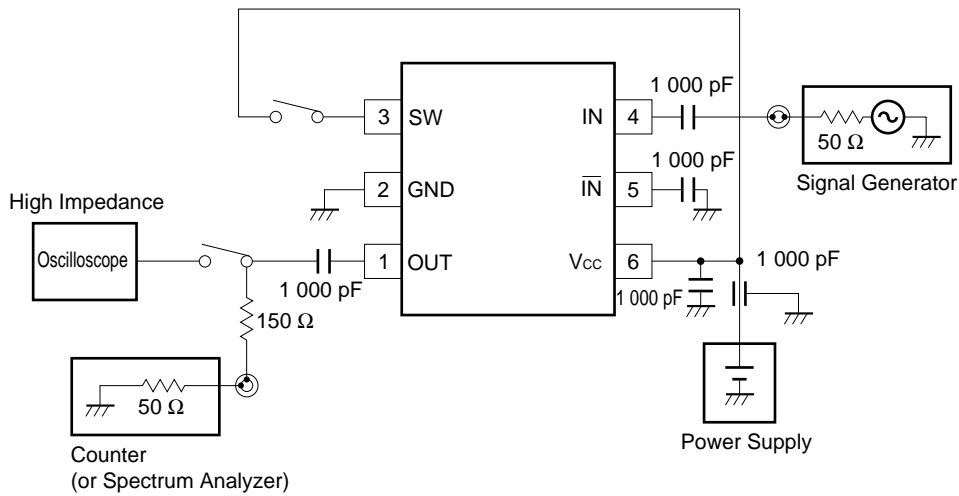 1 000 pF
3
SW
IN
4
50 Ω
Signal Generator
1 000 pF
2
GND
IN
5
High Impedance
Oscilloscope
1
OUT
VCC
6
1 000 pF
1 000 pF
1 000 pF
150 Ω
50 Ω
Power Supply
Counter
(or Spectrum Analyzer)